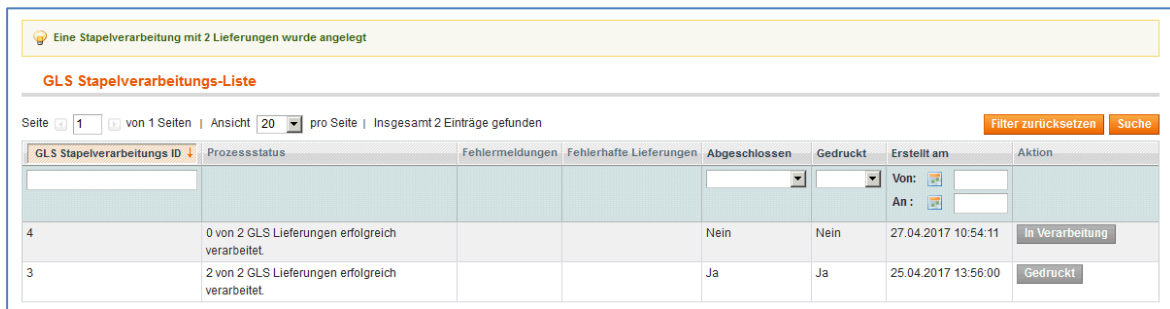 Eine Stapelverarbeitung mit 2 Lieferungen wurde angelegt
GLS Stapelverarbeitungs-Liste
Seite 1 von 1 Seiten | Ansicht 20 pro Seite | Insgesamt 2 Einträge gefunden Filter zurücksetzen Suche
GLS Stapelverarbeitungs ID Prozessstatus Fehlermeldungen Fehlerhafte Lieferungen Abgeschlossen Gedruckt Erstellt am Aktion
Von:
An :
4 0 von 2 GLS Lieferungen erfolgreich Nein Nein 27.04.2017 10:54:11 In Verarbeitung
verarbeitet.
3 2 von 2 GLS Lieferungen erfolgreich Ja Ja 25.04.2017 13:56:00 Gedruckt
verarbeitet.